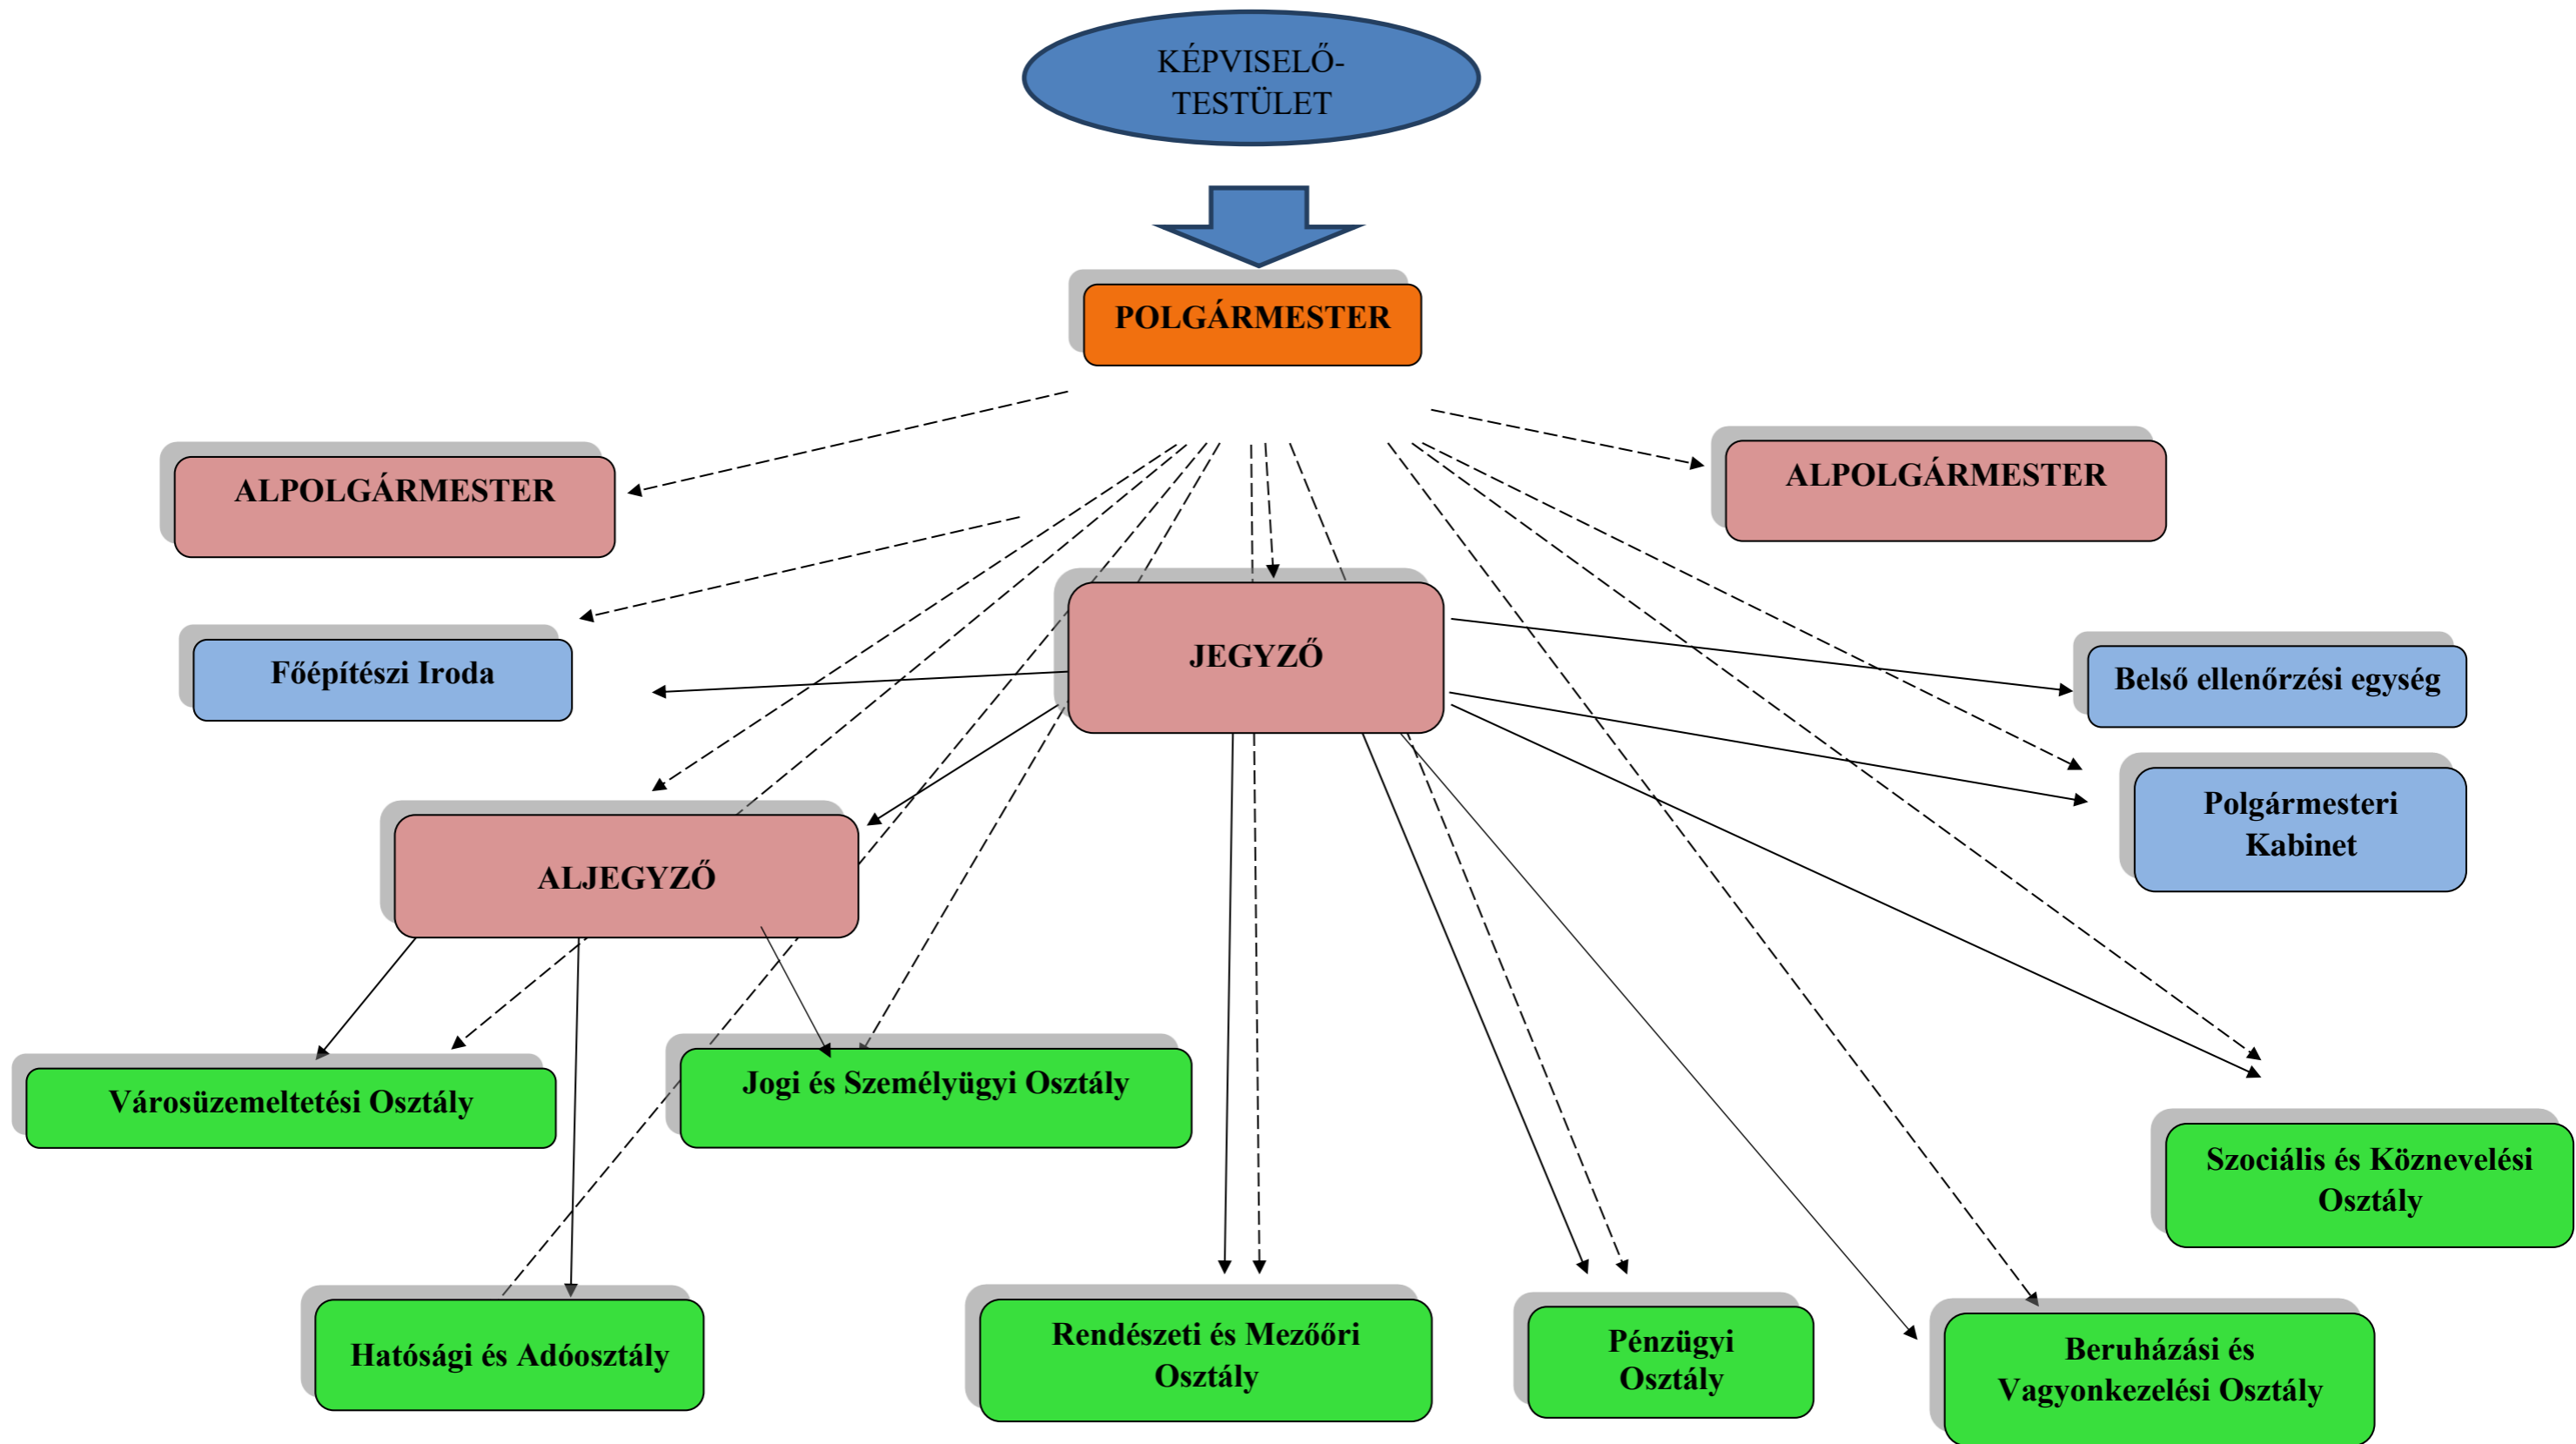 KÉPVISELŐ-
TESTÜLET
POLGÁRMESTER
ALPOLGÁRMESTER
ALPOLGÁRMESTER
JEGYZŐ
Főépítészi Iroda
Belső ellenőrzési egység
Polgármesteri
Kabinet
ALJEGYZŐ
Városüzemeltetési Osztály
Jogi és Személyügyi Osztály
Szociális és Köznevelési
Osztály
Hatósági és Adóosztály
Rendészeti és Mezőőri
Osztály
Pénzügyi
Osztály
Beruházási és
Vagyonkezelési Osztály